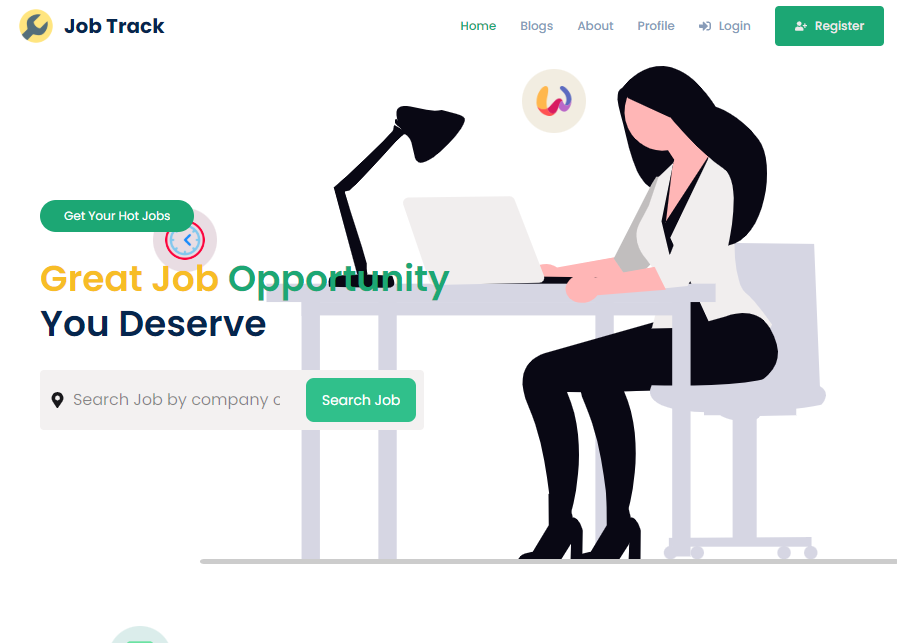 Job Track
Home
Blogs
About
Profile
Login
Register
Get Your Hot Jobs
Great Job Opportunity
You Deserve
Search Job by company
Search Job